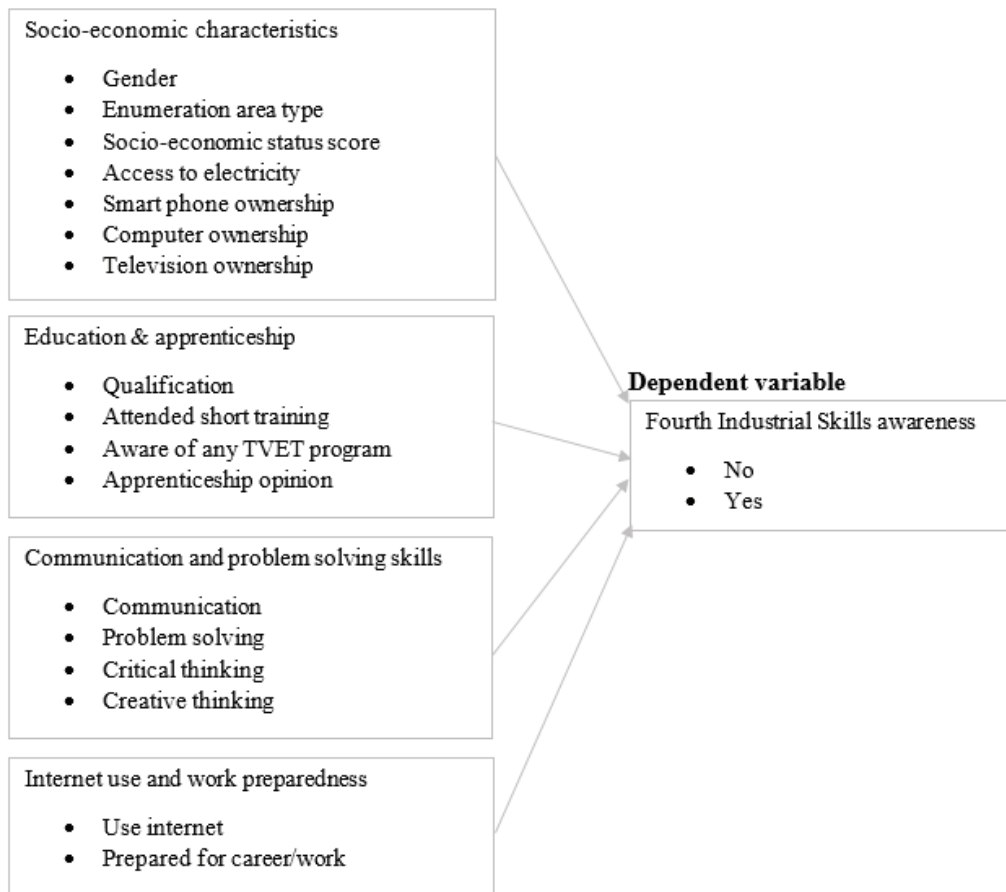 Socio-economic characteristics
• Gender
• Enumeration area type
• Socio-economic status score
• Access to electricity
• Smart phone ownership
• Computer ownership
• Television ownership
Education & apprenticeship
• Qualification
• Attended short training
• Aware of any TVET program
• Apprenticeship opinion
Communication and problem solving skills
• Communication
• Problem solving
• Critical thinking
• Creative thinking
Internet use and work preparedness
• Use internet
• Prepared for career/work
Dependent variable
Fourth Industrial Skills awareness
• No
• Yes